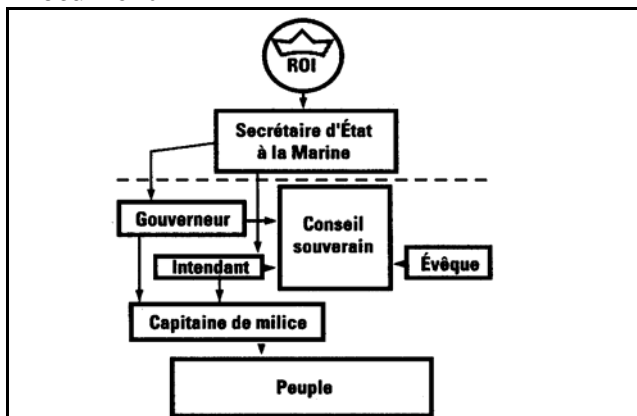 ROI
Secrétaire d'État
à la Marine
Gouverneur
Conseil
souverain
Intendant
Évêque
Capitaine de milice
Peuple